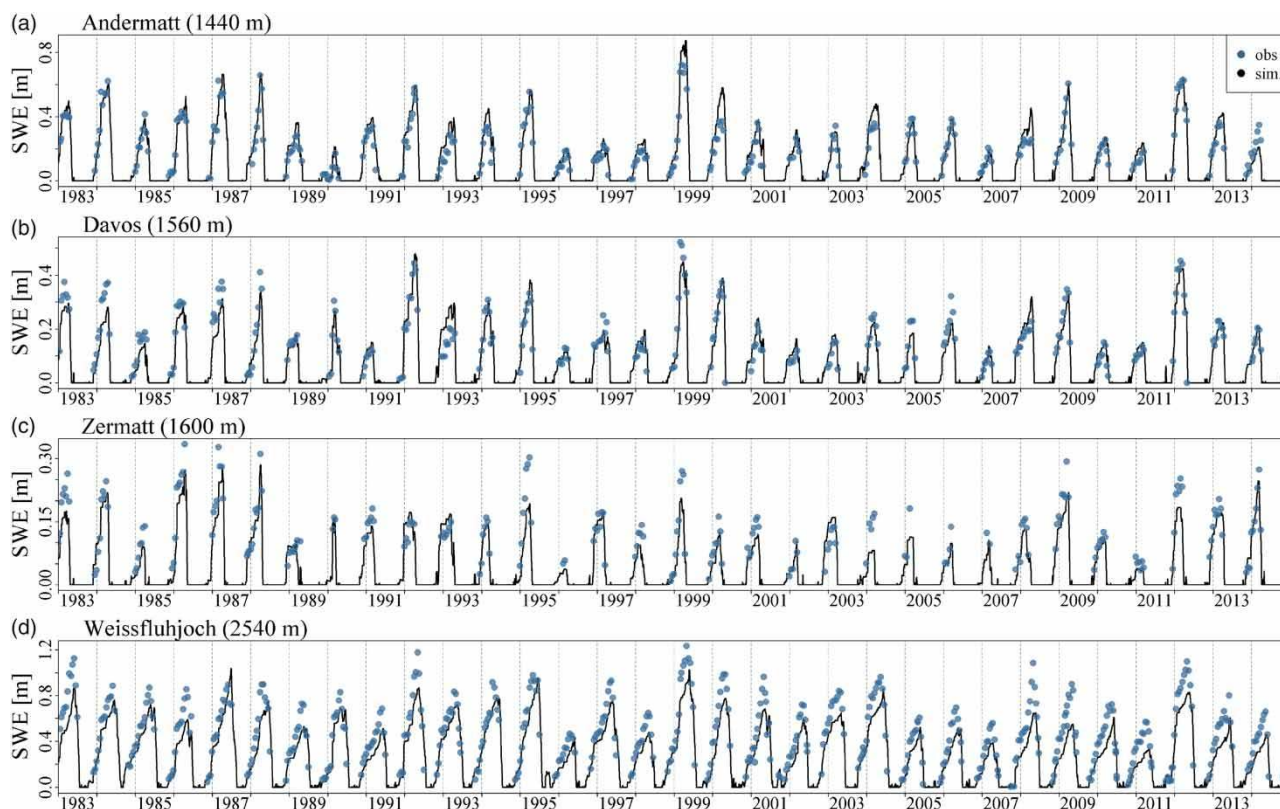 (a) Andermatt (1440 m)
SWE [m]
0.8
0.4
0.0
obs
sim.
1983 1985 1987 1989 1991 1993 1995 1997 1999 2001 2003 2005 2007 2009 2011 2013
(b) Davos (1560 m)
SWE [m]
0.4
0.2
0.0
1983 1985 1987 1989 1991 1993 1995 1997 1999 2001 2003 2005 2007 2009 2011 2013
(c) Zermatt (1600 m)
SWE [m]
0.30
0.15
0.00
1983 1985 1987 1989 1991 1993 1995 1997 1999 2001 2003 2005 2007 2009 2011 2013
(d) Weissfluhjoch (2540 m)
SWE [m]
1.2
0.8
0.4
0.0
1983 1985 1987 1989 1991 1993 1995 1997 1999 2001 2003 2005 2007 2009 2011 2013